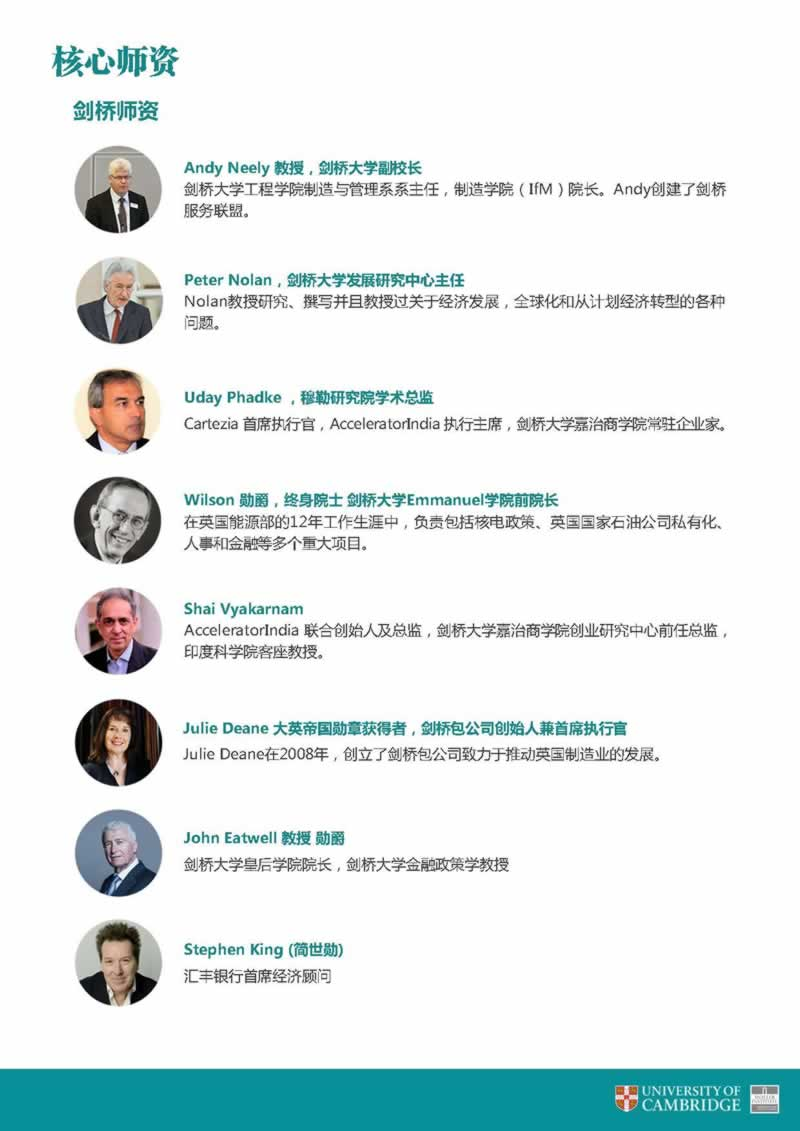 核心师资
剑桥师资
Andy Neely 教授，剑桥大学副校长
剑桥大学工程学院制造与管理系系主任，制造学院（IfM）院长。Andy创建了剑桥
服务联盟。
Peter Nolan，剑桥大学发展研究中心主任
Nolan教授研究、撰写并且教授过关于经济发展，全球化和从计划经济转型的各种
问题。
Uday Phadke ，穆勒研究院学术总监
Cartezia 首席执行官，AcceleratorIndia 执行主席，剑桥大学嘉治商学院常驻企业家。
Wilson 勋爵，终身院士 剑桥大学Emmanuel学院前院长
在英国能源部的12年工作生涯中，负责包括核电政策、英国国家石油公司私有化、
人事和金融等多个重大项目。
Shai Vyakarnam
AcceleratorIndia 联合创始人及总监，剑桥大学嘉治商学院创业研究中心前任总监，
印度科学院客座教授。
Julie Deane 大英帝国勋章获得者，剑桥包公司创始人兼首席执行官
Julie Deane在2008年，创立了剑桥包公司致力于推动英国制造业的发展。
John Eatwell 教授 勋爵
剑桥大学皇后学院院长，剑桥大学金融政策学教授
Stephen King (简世勋)
汇丰银行首席经济顾问
UNIVERSITY OF
CAMBRIDGE